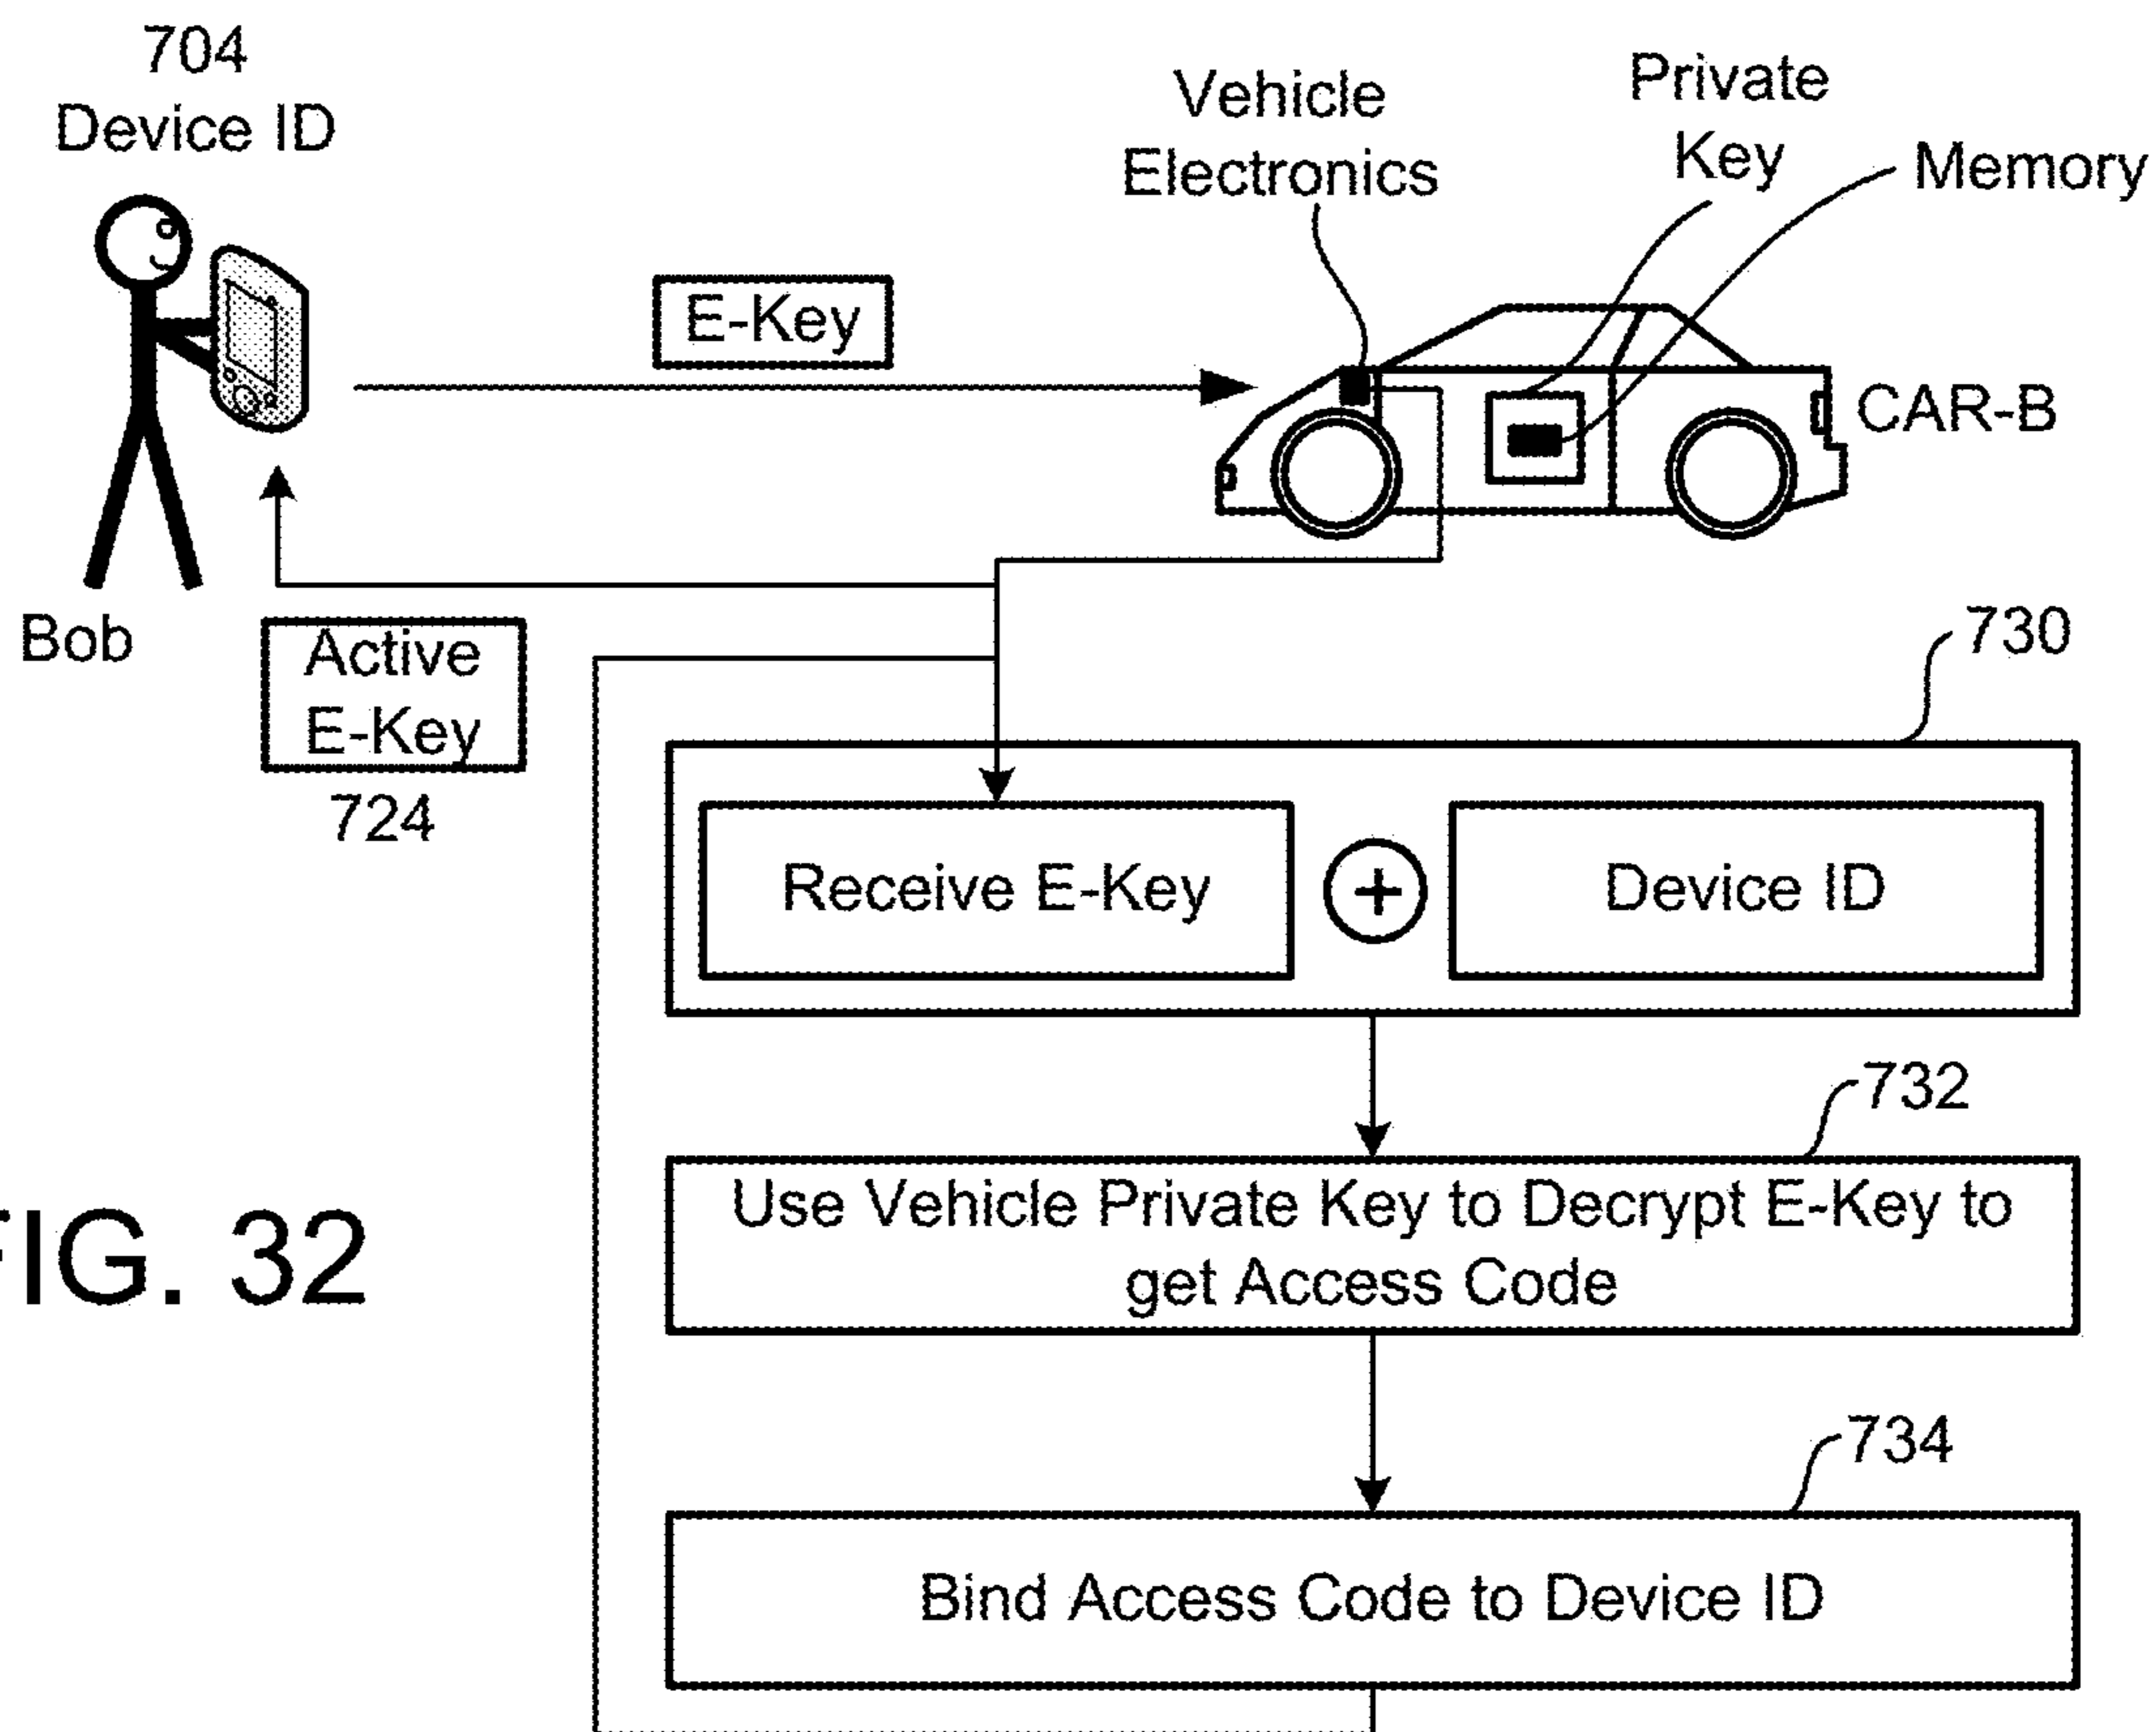 704
Device ID
Vehicle
Electronics
Private
Key
Memory
E-Key
CAR-B
Bob
Active
E-Key
724
730
Receive E-Key
+
Device ID
732
Use Vehicle Private Key to Decrypt E-Key to
get Access Code
FIG. 32
734
Bind Access Code to Device ID